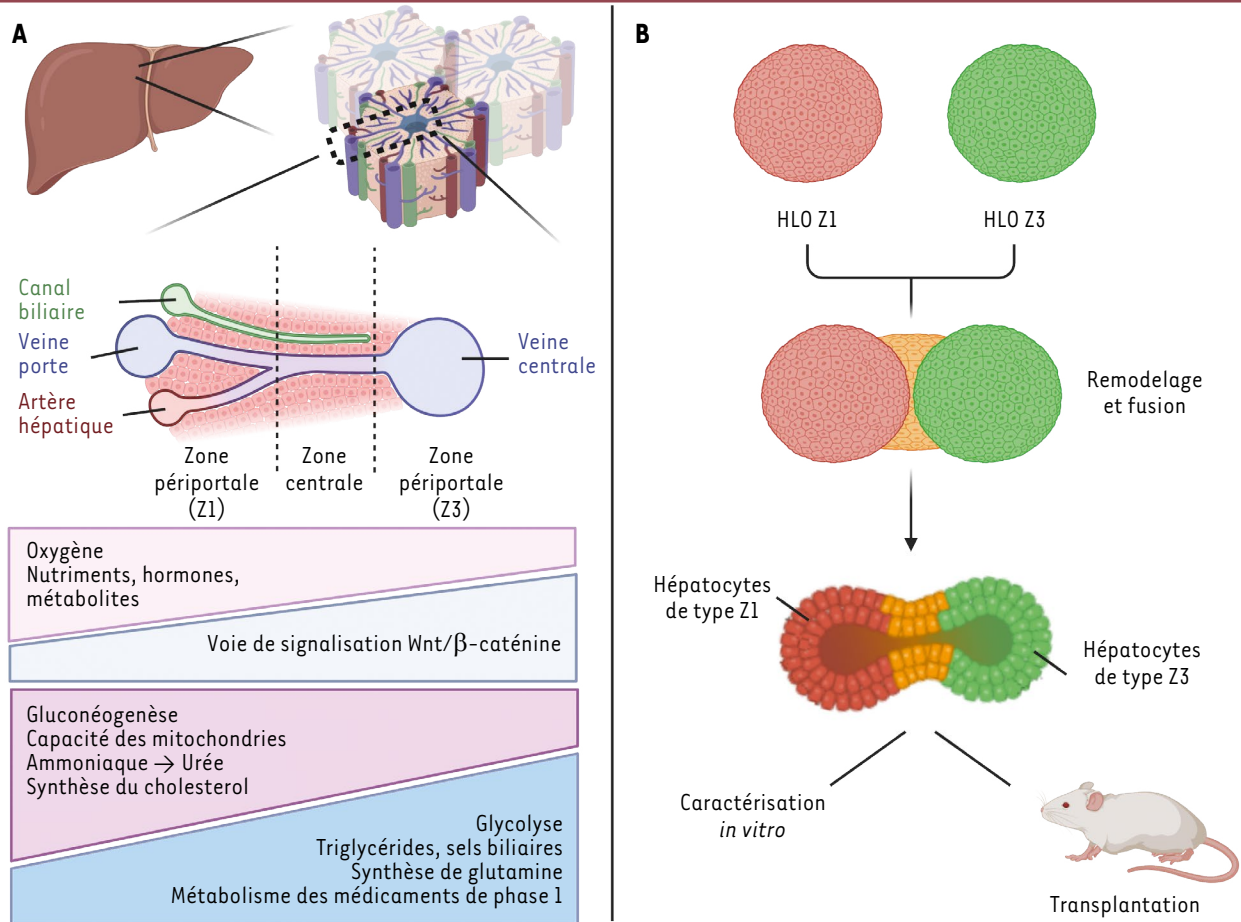 A
Canal
biliaire
Veine
porte
Artère
hépatique
Veine
centrale
Zone
périportale
(Z1)
Zone
centrale
Zone
périportale
(Z3)
Oxygène
Nutriments, hormones,
métabolites
Voie de signalisation Wnt/β-caténine
Gluconéogenèse
Capacité des mitochondries
Ammoniaque → Urée
Synthèse du cholesterol
Glycolyse
Triglycérides, sels biliaires
Synthèse de glutamine
Métabolisme des médicaments de phase 1
B
HLO Z1
HLO Z3
Remodelage
et fusion
Hépatocytes
de type Z1
Hépatocytes
de type Z3
Caractérisation
in vitro
Transplantation